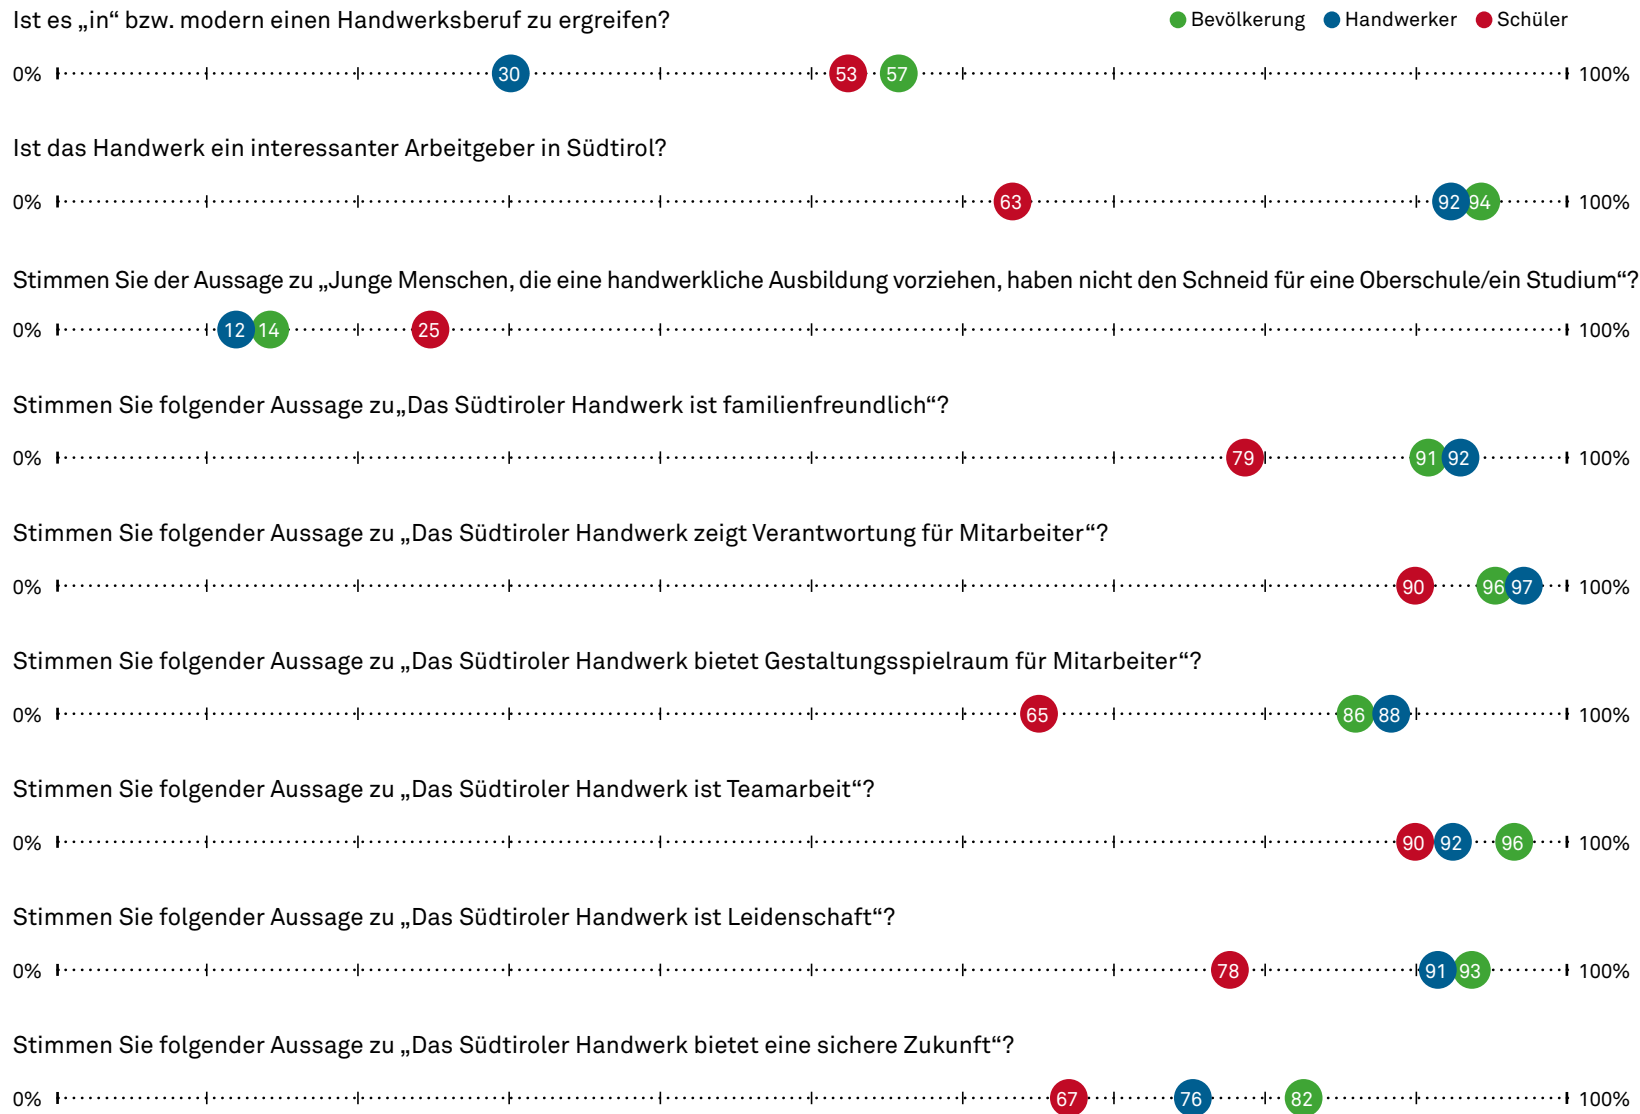 Ist es „in“ bzw. modern einen Handwerksberuf zu ergreifen?
Bevölkerung Handwerker Schüler
0% 30 53 57 100%
Ist das Handwerk ein interessanter Arbeitgeber in Südtirol?
0% 63 92 94 100%
Stimmen Sie der Aussage zu „Junge Menschen, die eine handwerkliche Ausbildung vorziehen, haben nicht den Schneid für eine Oberschule/ein Studium“?
0% 12 14 25 100%
Stimmen Sie folgender Aussage zu„Das Südtiroler Handwerk ist familienfreundlich“?
0% 79 91 92 100%
Stimmen Sie folgender Aussage zu „Das Südtiroler Handwerk zeigt Verantwortung für Mitarbeiter“?
0% 90 96 97 100%
Stimmen Sie folgender Aussage zu „Das Südtiroler Handwerk bietet Gestaltungsspielraum für Mitarbeiter“?
0% 65 86 88 100%
Stimmen Sie folgender Aussage zu „Das Südtiroler Handwerk ist Teamarbeit“?
0% 90 92 96 100%
Stimmen Sie folgender Aussage zu „Das Südtiroler Handwerk ist Leidenschaft“?
0% 78 91 93 100%
Stimmen Sie folgender Aussage zu „Das Südtiroler Handwerk bietet eine sichere Zukunft“?
0% 67 76 82 100%